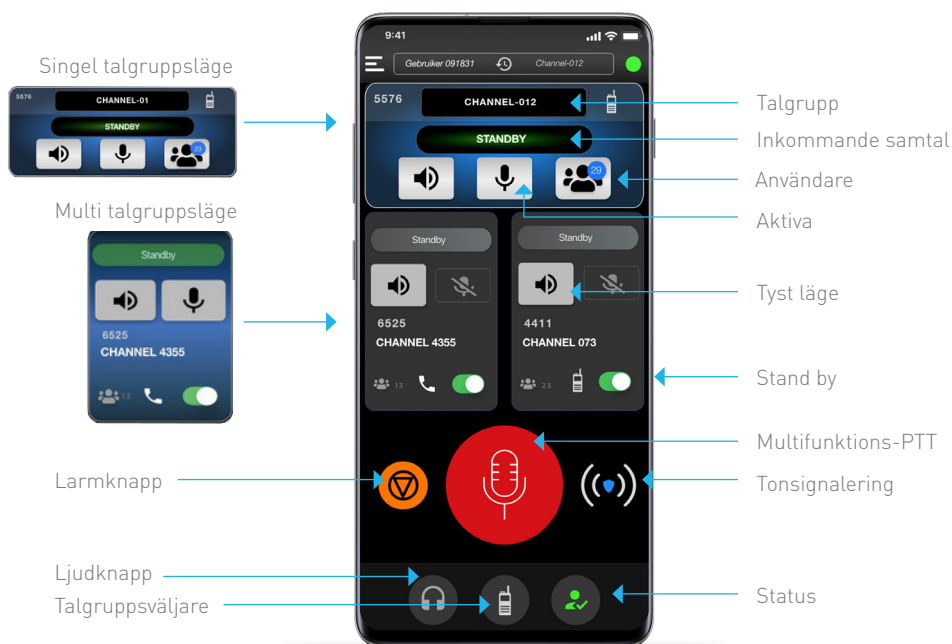 Singel talgruppsläge
5576
CHANNEL-01
STANDBY
29
Multi talgruppsläge
Standby
6525
CHANNEL 4355
13
Larmknapp
Ljudknapp
Talgruppsväljare
9:41
Gebruiker 091831
Channel-012
5576
CHANNEL-012
STANDBY
29
Standby
6525
CHANNEL 4355
13
Standby
4411
CHANNEL 073
23
Talgrupp
Inkommande samtal
Användare
Aktiva
Tyst läge
Stand by
Multifunktions-PTT
Tonsignalering
Status